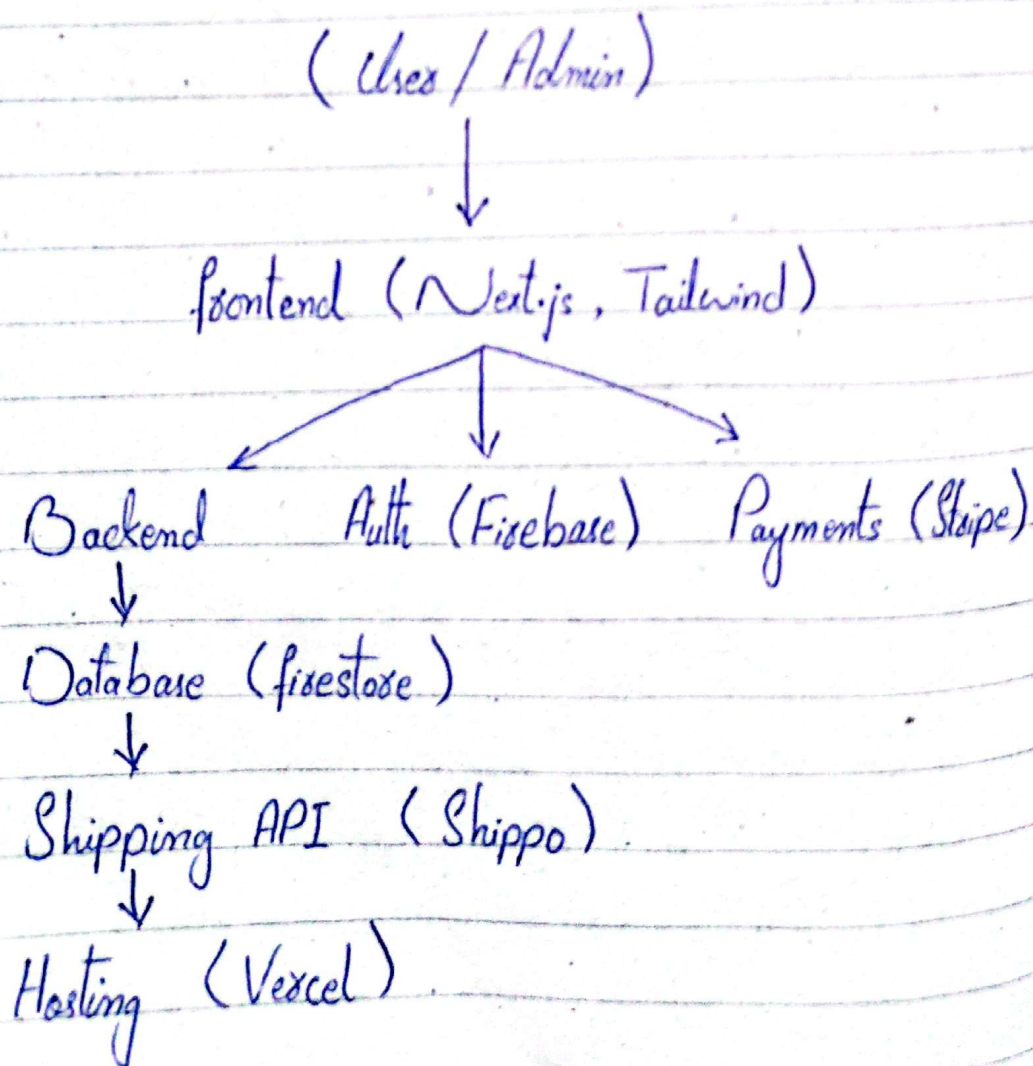 (User / Admin)
frontend (Next.js, Tailwind)
Backend Auth (Firebase) Payments (Stripe)
Database (firestore)
Shipping API (Shippo)
Hosting (Vercel)